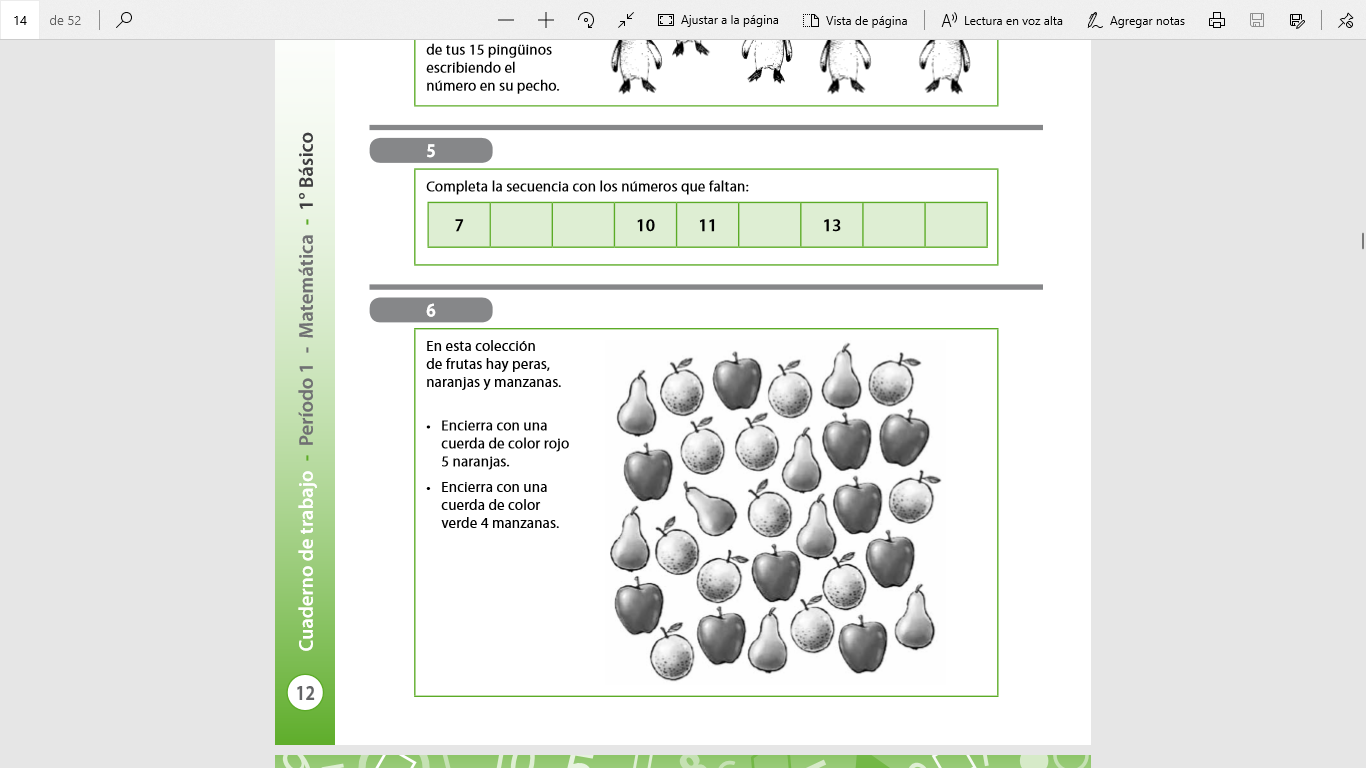 14 de 52 Ajustar a la página Vista de página Lectura en voz alta Agregar notas
de tus 15 pingüinos
escribiendo el
número en su pecho.
5
Completa la secuencia con los números que faltan:
7 10 11 13
6
En esta colección
de frutas hay peras,
naranjas y manzanas.
• Encierra con una
cuerda de color rojo
5 naranjas.
• Encierra con una
cuerda de color
verde 4 manzanas.
Cuaderno de trabajo - Período 1 - Matemática - 1° Básico
12